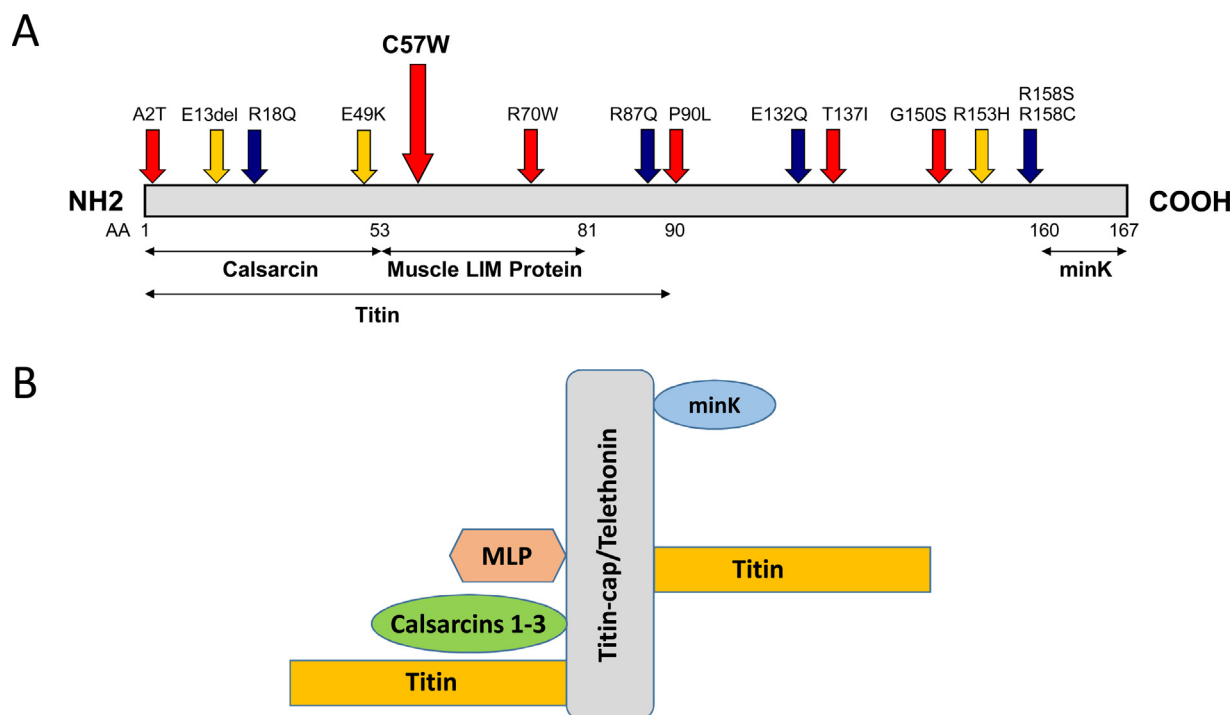 A
C57W
A2T E13del R18Q E49K R70W R87Q P90L E132Q T137I G150S R153H R158S
R158C
NH2 COOH
AA 1 53 81 90 160 167
Calsarcin Muscle LIM Protein minK
Titin
B
minK
Titin-cap/Telethonin
MLP
Titin
Calsarcins 1-3
Titin